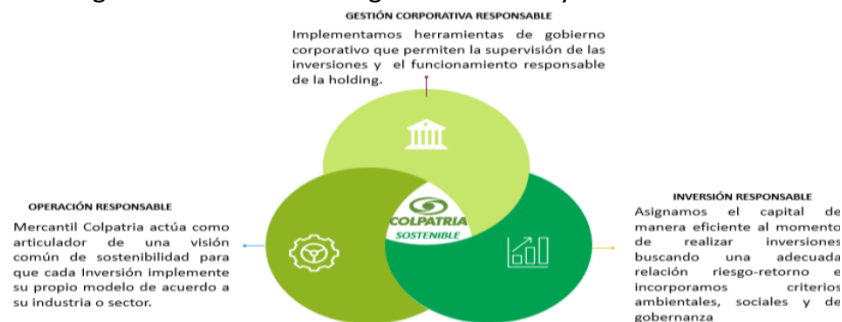 GESTIÓN CORPORATIVA RESPONSABLE
Implementamos herramientas de gobierno
corporativo que permiten la supervisión de las
inversiones y el funcionamiento responsable
de la holding.
OPERACIÓN RESPONSABLE
Mercantil Colpatria actúa como
articulador de una visión
común de sostenibilidad para
que cada Inversión implemente
su propio modelo de acuerdo a
su industria o sector.
COLPATRIA
SOSTENIBLE
INVERSIÓN RESPONSABLE
Asignamos el capital de
manera eficiente al momento
de realizar inversiones
buscando una adecuada
relación riesgo-retorno e
incorporamos criterios
ambientales, sociales y de
gobernanza